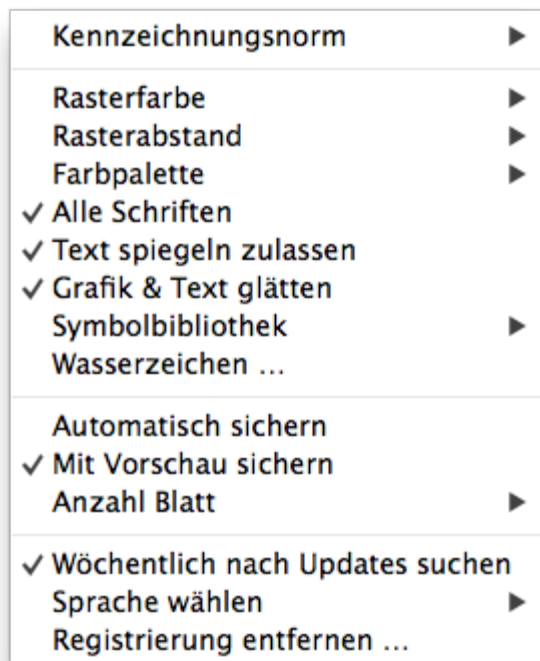 Kennzeichnungsnorm
Rasterfarbe
Rasterabstand
Farbpalette
Alle Schriften
Text spiegeln zulassen
Grafik & Text glätten
Symbolbibliothek
Wasserzeichen ...
Automatisch sichern
Mit Vorschau sichern
Anzahl Blatt
Wöchentlich nach Updates suchen
Sprache wählen
Registrierung entfernen ...